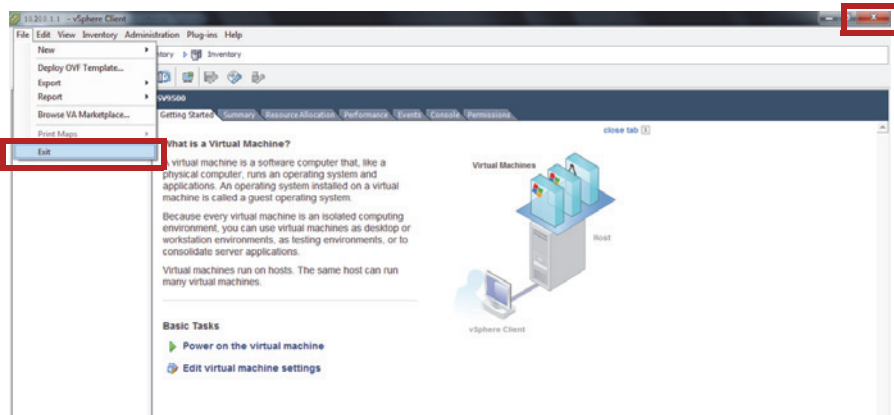 10.203.1.1 - vSphere Client
File Edit View Inventory Administration Plug-ins Help
New
Inventory
Deploy OVF Template...
Export
Report
Browse VA Marketplace...
Print Maps
Exit
SV9500
Getting Started Summary Resource Allocation Performance Events Console Permissions
close tab
What is a Virtual Machine?
A virtual machine is a software computer that, like a
physical computer, runs an operating system and
applications. An operating system installed on a virtual
machine is called a guest operating system.
Because every virtual machine is an isolated computing
environment, you can use virtual machines as desktop or
workstation environments, as testing environments, or to
consolidate server applications.
Virtual machines run on hosts. The same host can run
many virtual machines.
Virtual Machines
Host
vSphere Client
Basic Tasks
Power on the virtual machine
Edit virtual machine settings